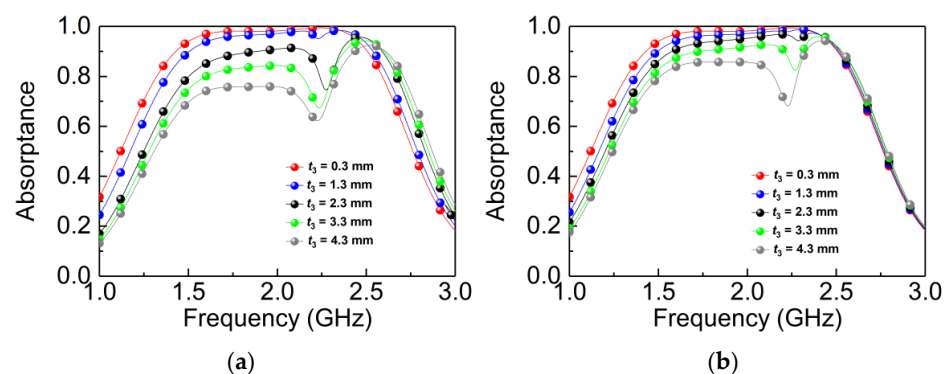 Absorptance
1.0
0.8
0.6
0.4
0.2
0.0
t3 = 0.3 mm
t3 = 1.3 mm
t3 = 2.3 mm
t3 = 3.3 mm
t3 = 4.3 mm
1.0 1.5 2.0 2.5 3.0
Frequency (GHz)
(a)
Absorptance
1.0
0.8
0.6
0.4
0.2
0.0
t3 = 0.3 mm
t3 = 1.3 mm
t3 = 2.3 mm
t3 = 3.3 mm
t3 = 4.3 mm
1.0 1.5 2.0 2.5 3.0
Frequency (GHz)
(b)